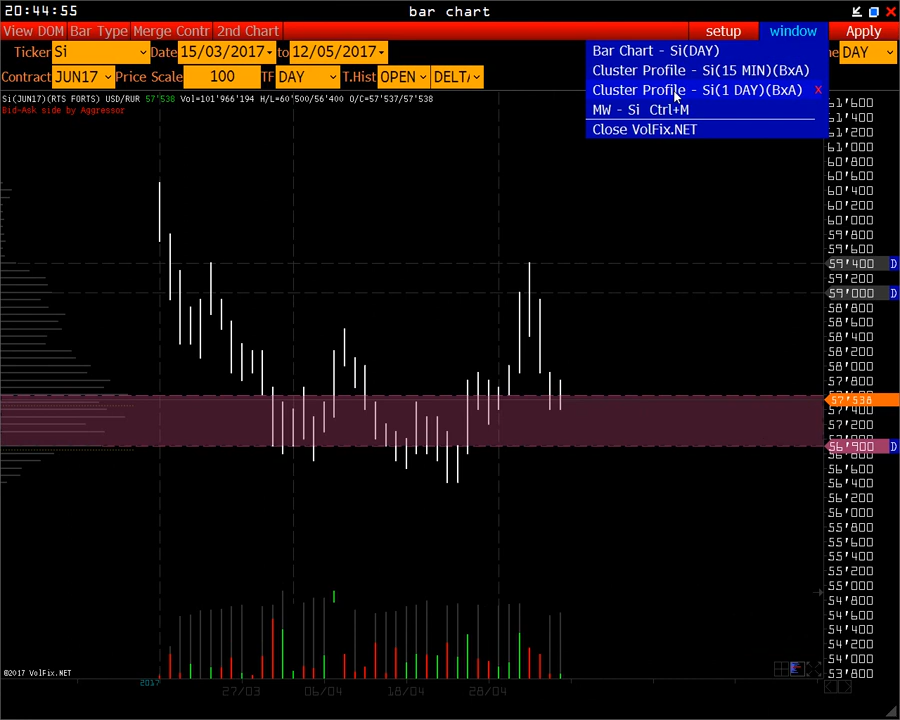 20:44:55 bar chart
View DOM Bar Type Merge Contr 2nd Chart setup window Apply
Ticker Si Date 15/03/2017 to 12/05/2017 DAY
Contract JUN17 Price Scale 100 TF DAY T.Hist OPEN DELT
Bar Chart - Si(DAY)
Cluster Profile - Si(15 MIN)(BxA)
Cluster Profile - Si(1 DAY)(BxA) x
MW - Si Ctrl+M
Close VolFix.NET
Si(JUN17)(RTS FORTS) USD/RUR 57'538 Vol=101'966'194 H/L=60'500/56'400 O/C=57'537/57'538
Bid-Ask side by Aggressor
61'600
61'400
61'200
61'000
60'800
60'600
60'400
60'200
60'000
59'800
59'600
59'400 D
59'200
59'000 D
58'800
58'600
58'400
58'200
58'000
57'800
57'538
57'400
57'200
56'900 D
56'800
56'600
56'400
56'200
56'000
55'800
55'600
55'400
55'200
55'000
54'800
54'600
54'400
54'200
54'000
53'800
©2017 VolFix.NET
2017 27/03 06/04 18/04 28/04